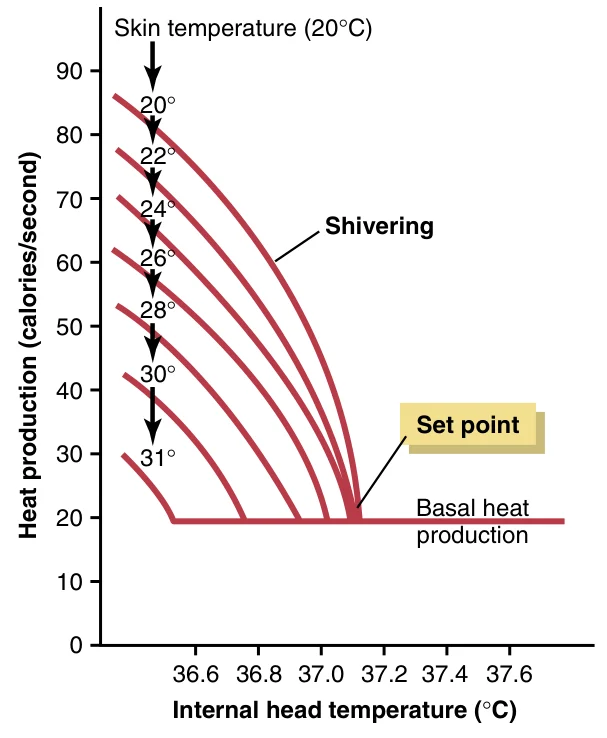 Skin temperature (20°C)
90
80
70
60
50
40
30
20
10
0
Heat production (calories/second)
20°
22°
24°
26°
28°
30°
31°
Shivering
Set point
Basal heat
production
36.6 36.8 37.0 37.2 37.4 37.6
Internal head temperature (°C)